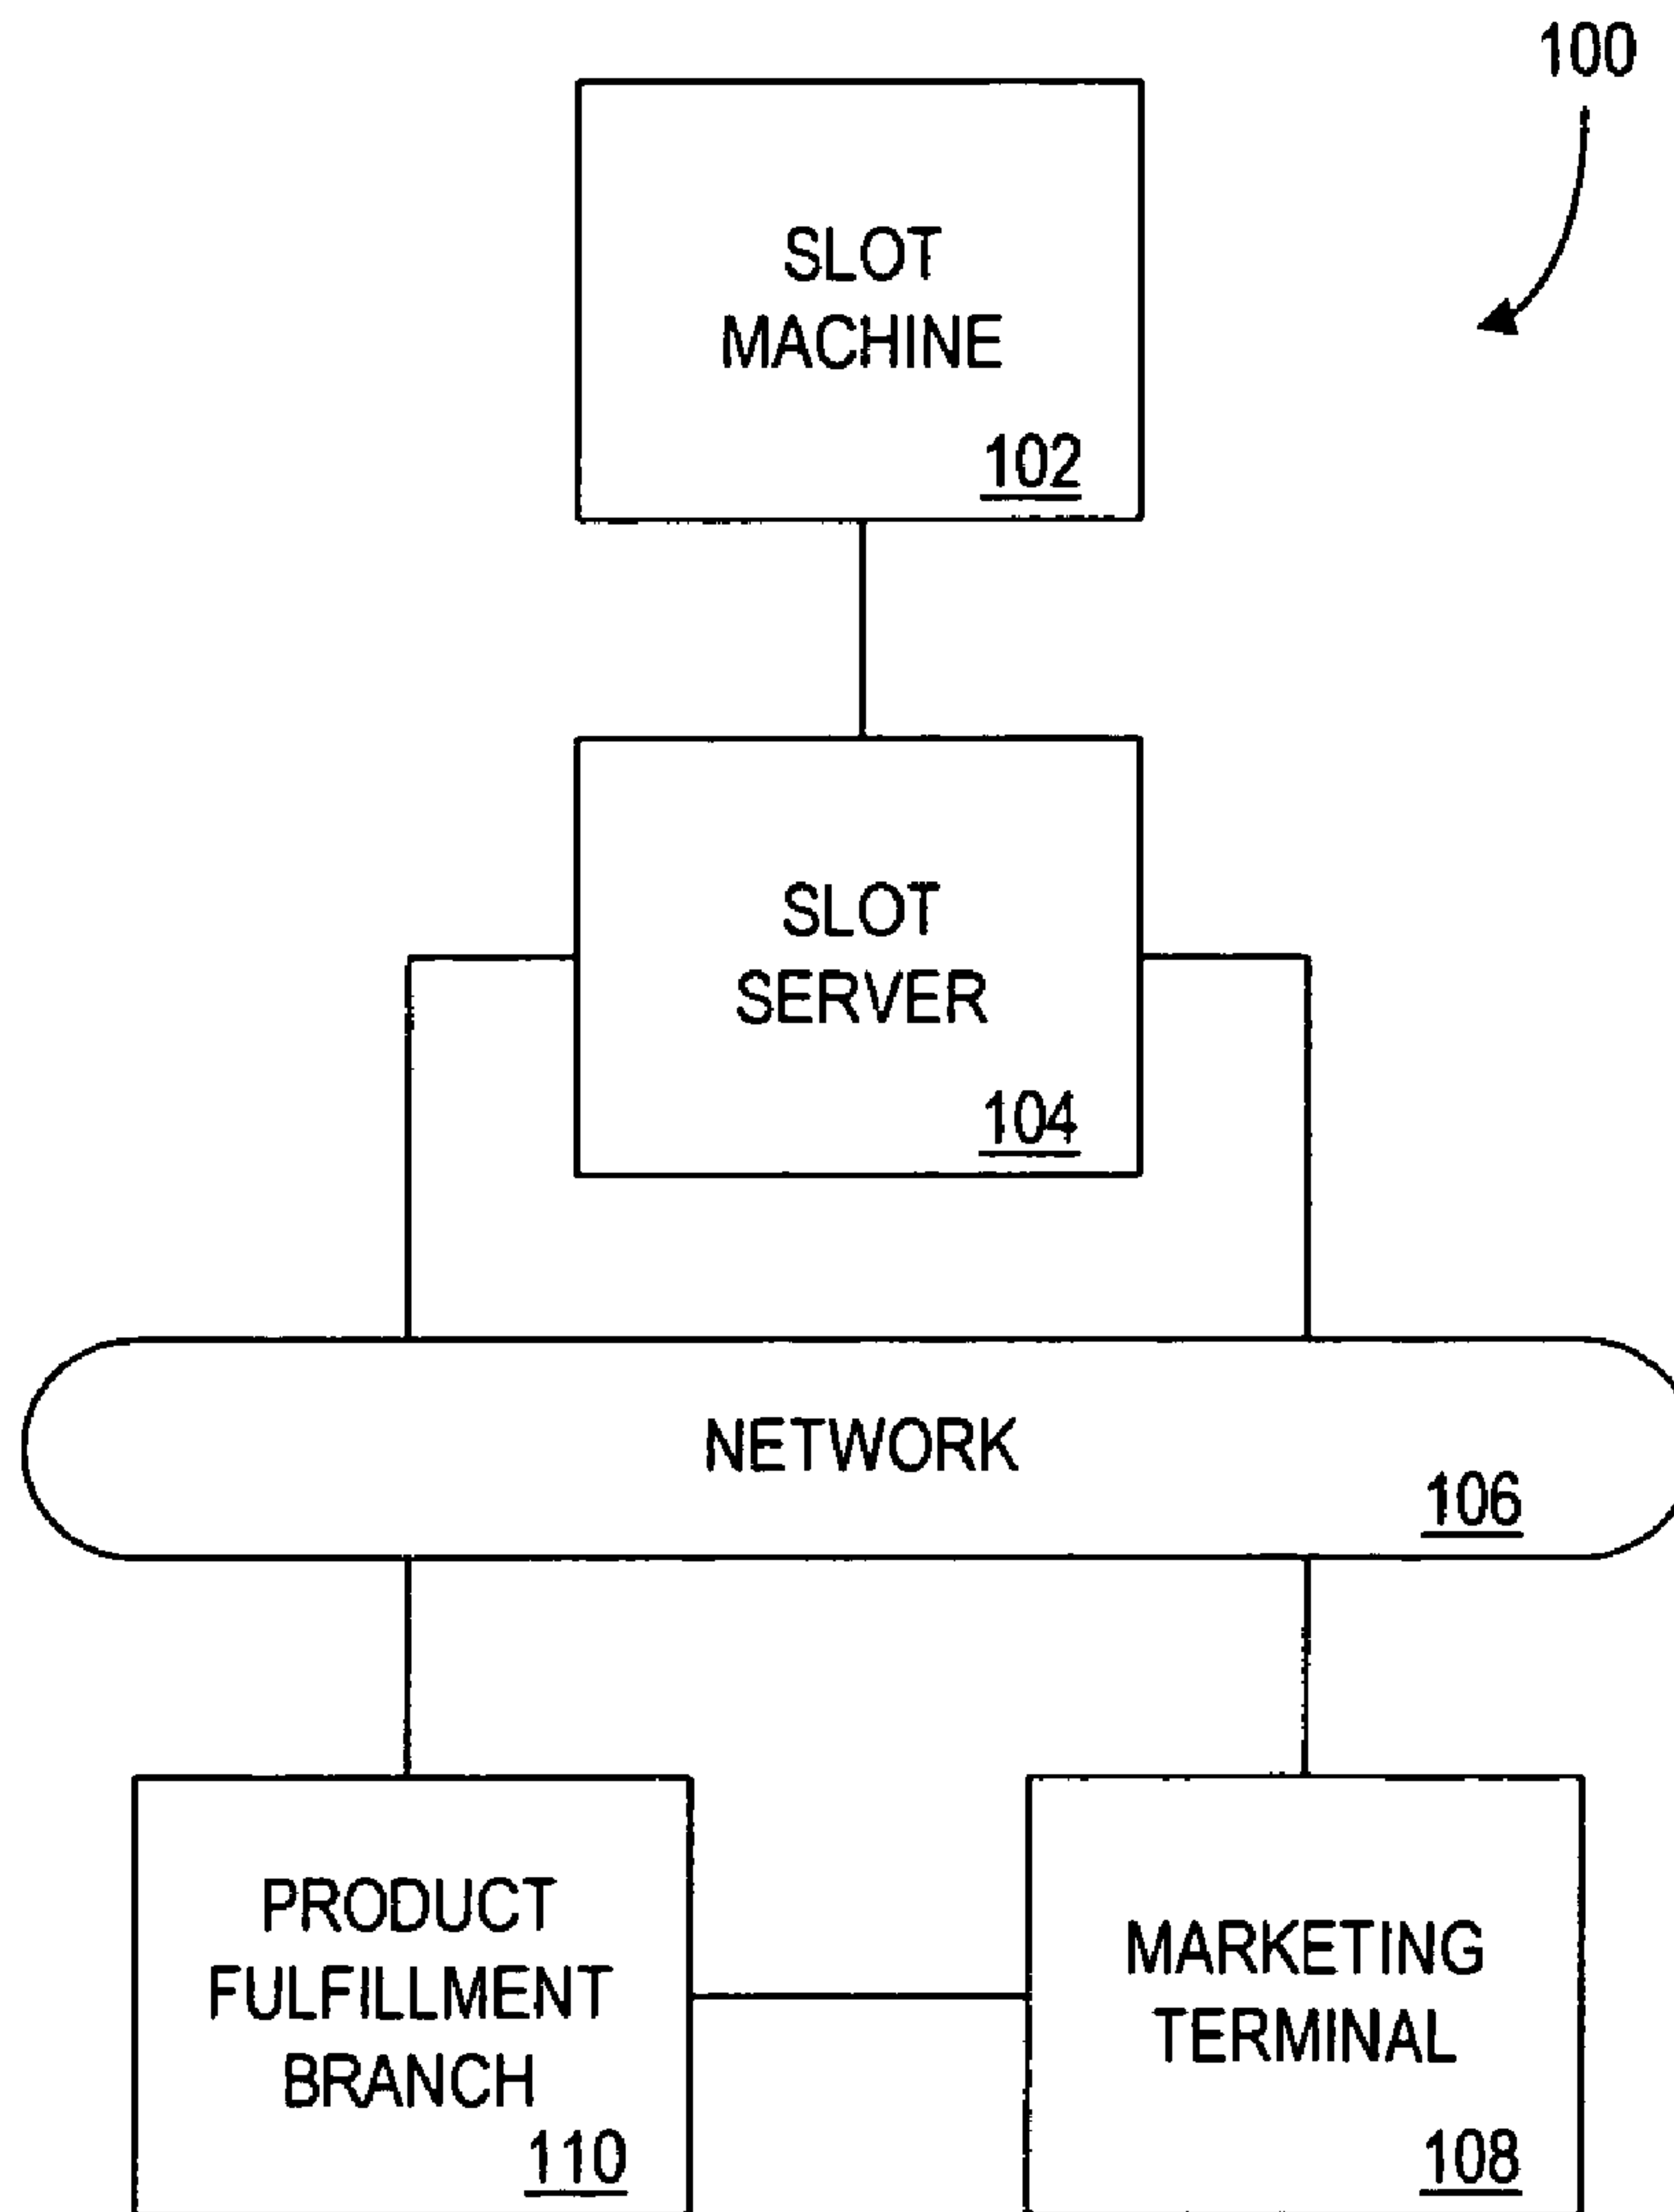 100
SLOT
MACHINE
102
SLOT
SERVER
104
NETWORK
106
PRODUCT
FULFILLMENT
BRANCH
110
MARKETING
TERMINAL
108